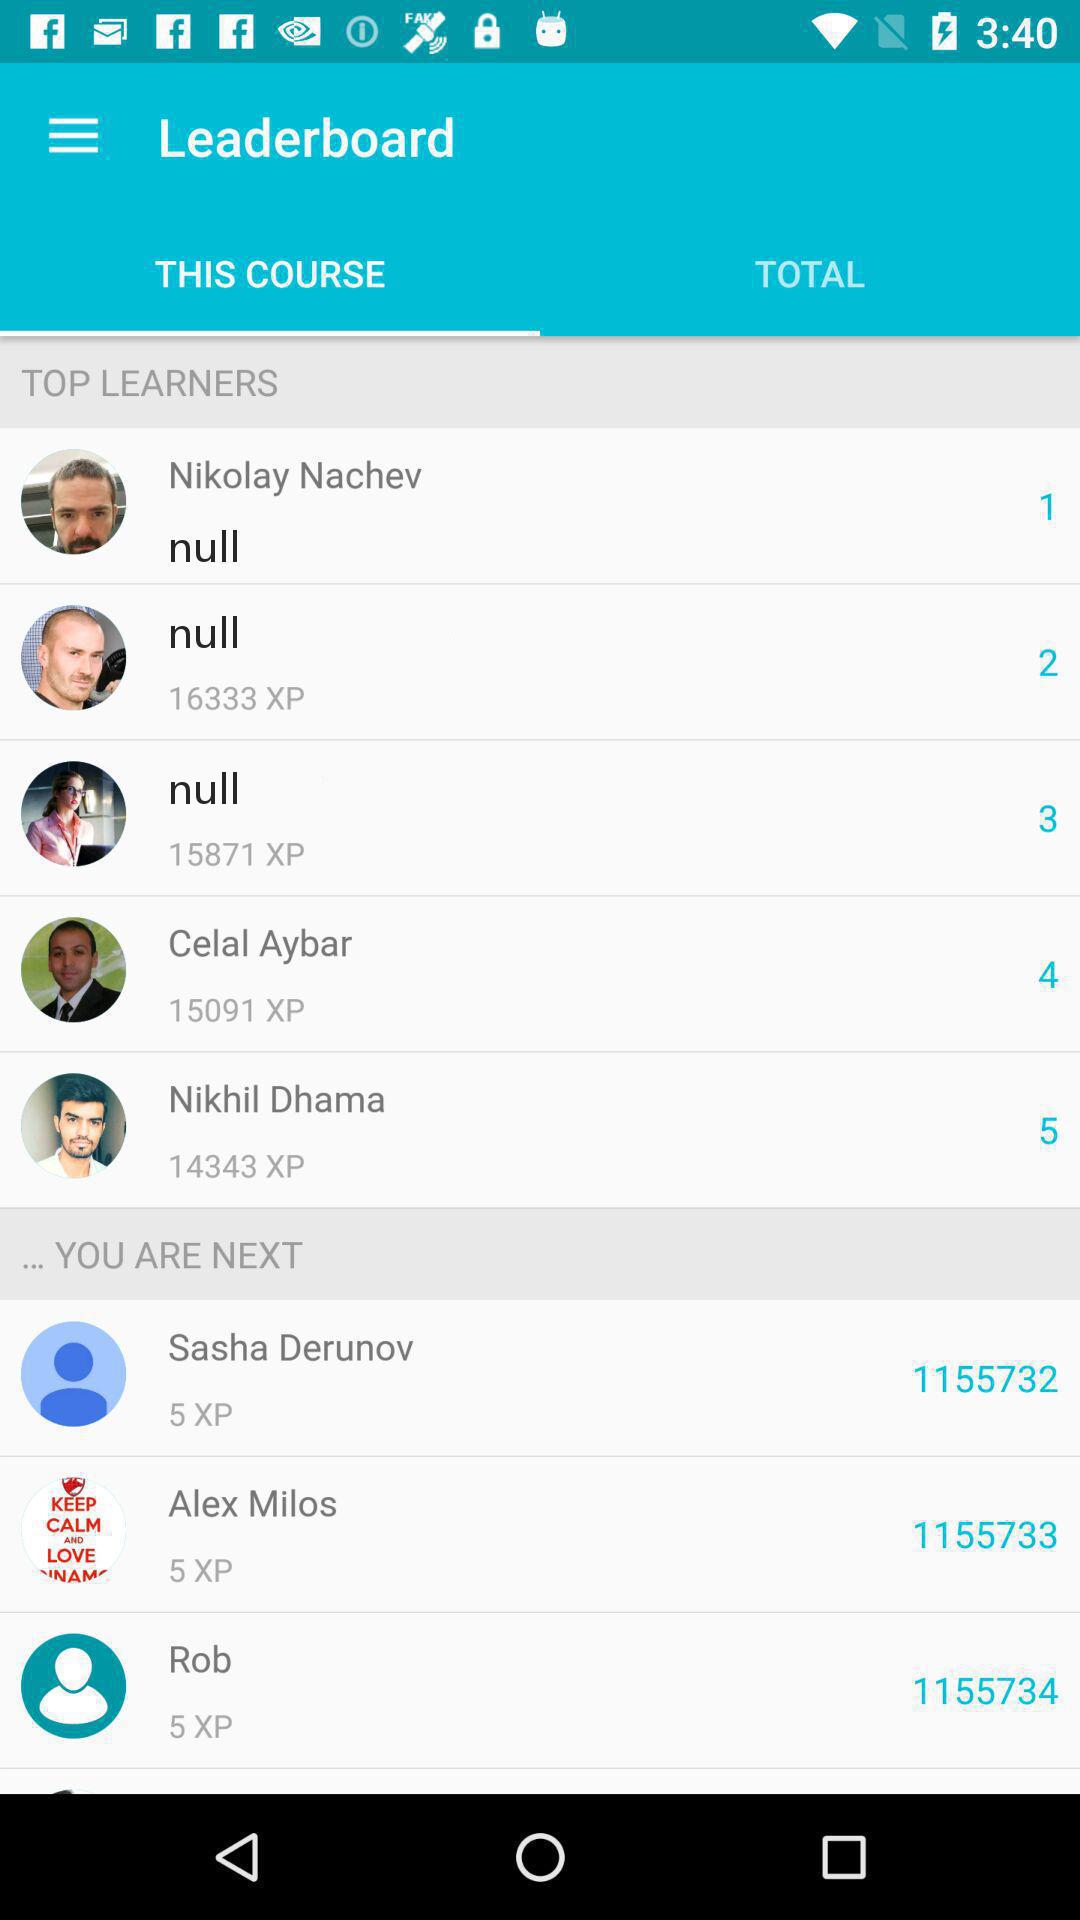 FAKE
3:40
Leaderboard
THIS COURSE
TOTAL
TOP LEARNERS
Nikolay Nachev
null
1
null
16333 XP
2
null
15871 XP
3
Celal Aybar
15091 XP
4
Nikhil Dhama
14343 XP
5
... YOU ARE NEXT
Sasha Derunov
5 XP
1155732
KEEP
CALM
AND
LOVE
Alex Milos
5 XP
1155733
Rob
5 XP
1155734